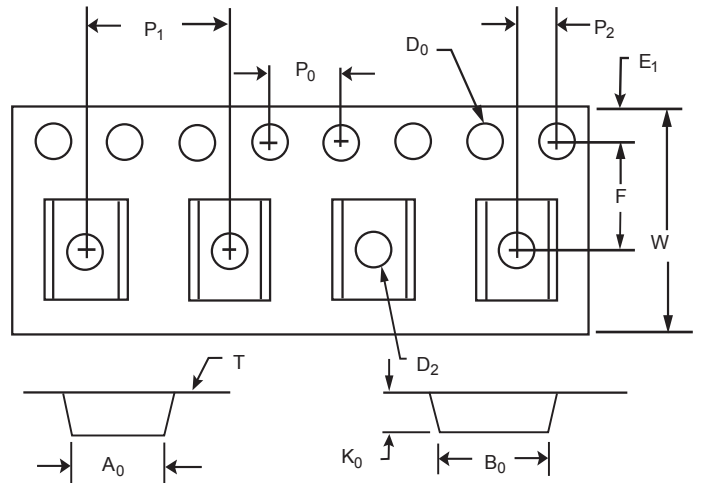 P₁
P₂
D₀
E₁
P₀
F
W
T
D₂
A₀
K₀
B₀